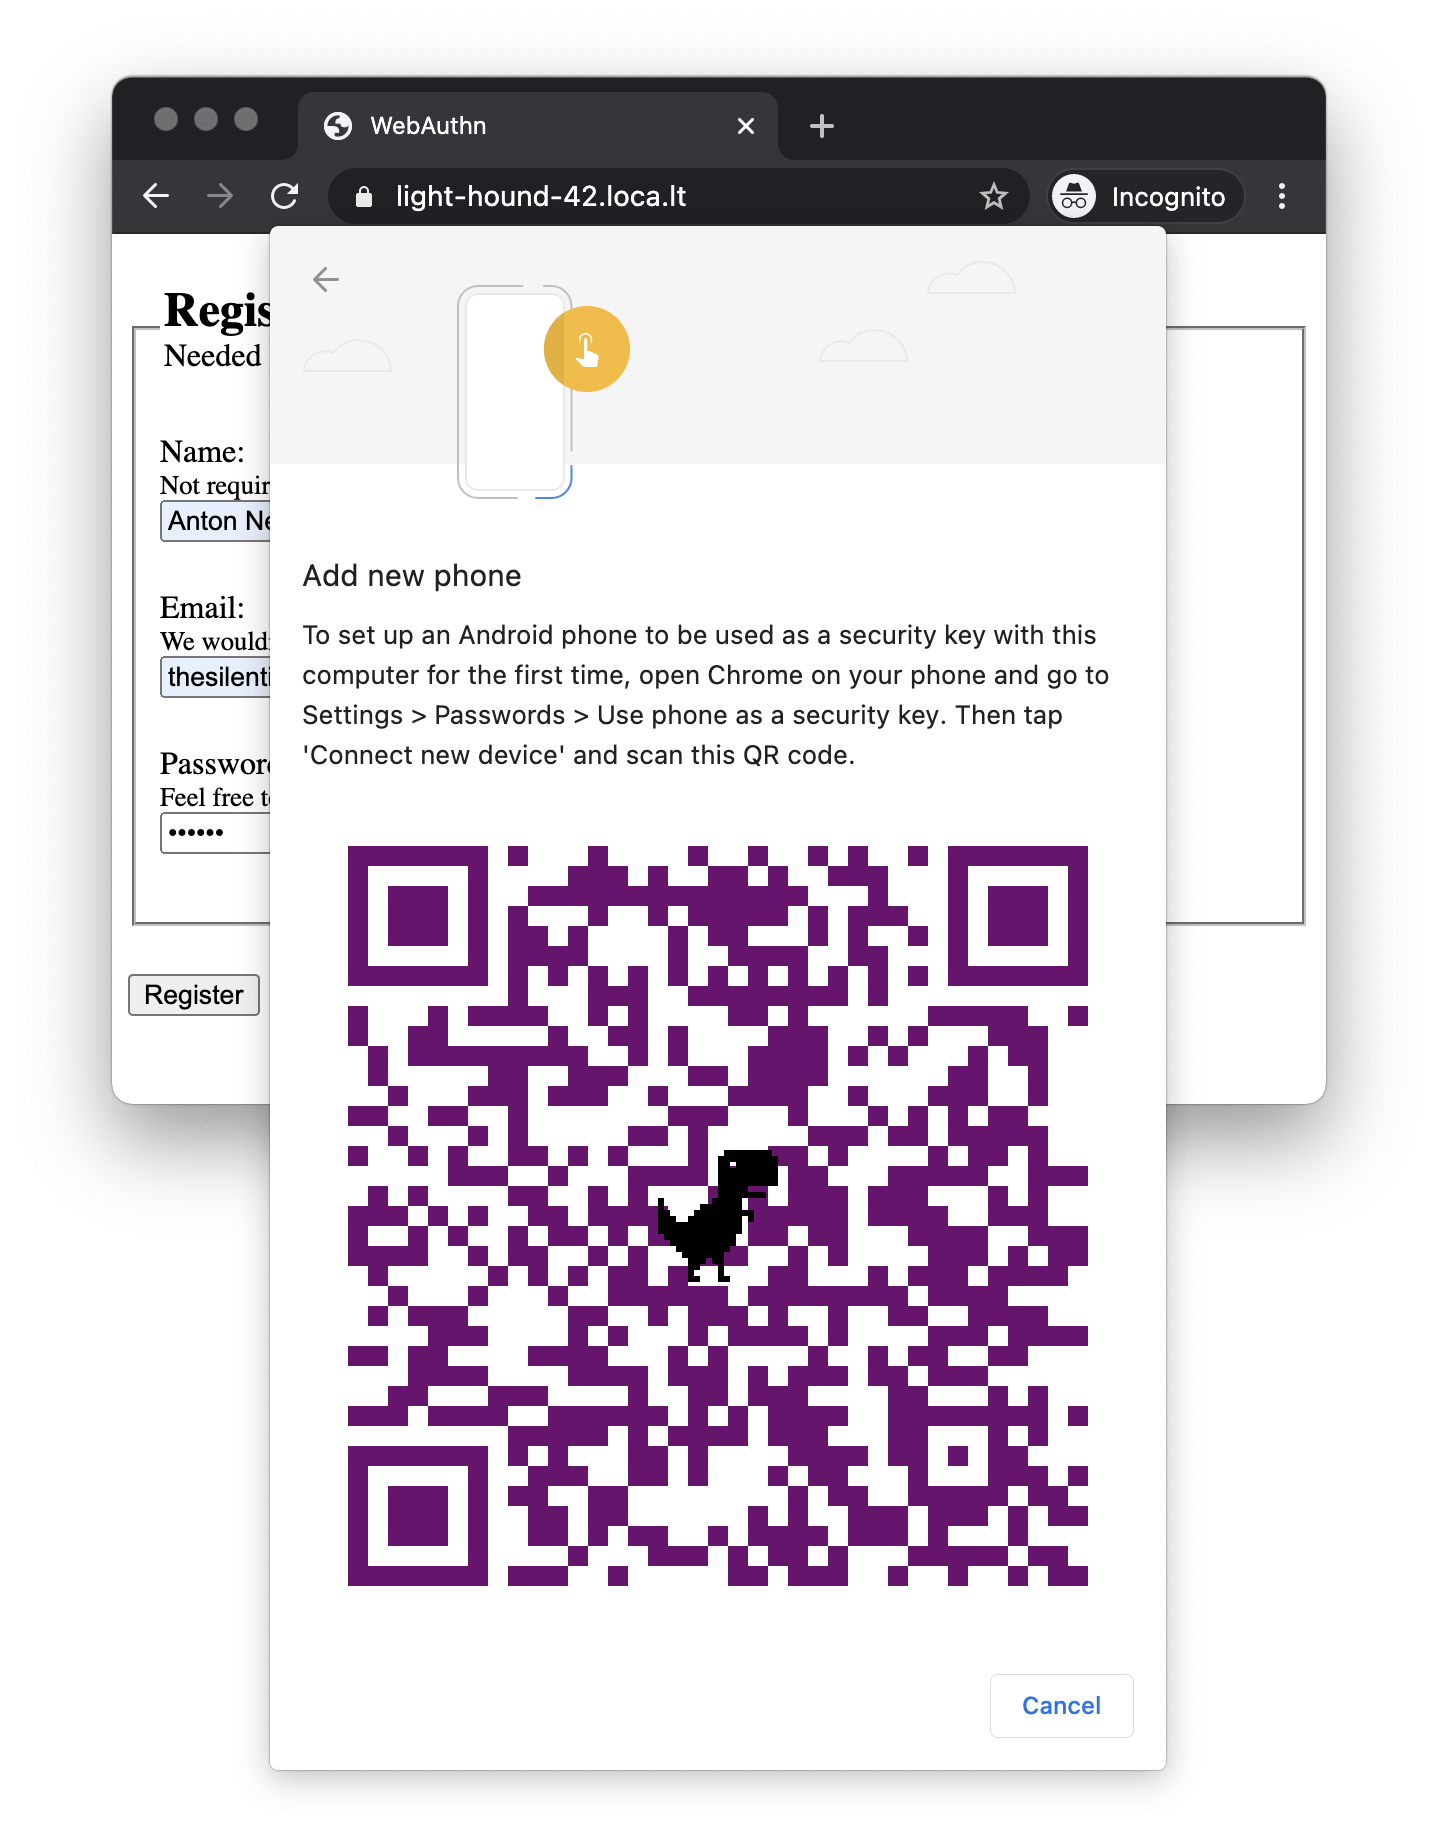 WebAuthn
light-hound-42.loca.lt
Incognito
Regis
Needed
Name:
Not requir
Anton Ne
Email:
We would
thesilenti
Password
Feel free to
••••••
Register
Add new phone
To set up an Android phone to be used as a security key with this
computer for the first time, open Chrome on your phone and go to
Settings > Passwords > Use phone as a security key. Then tap
'Connect new device' and scan this QR code.
Cancel